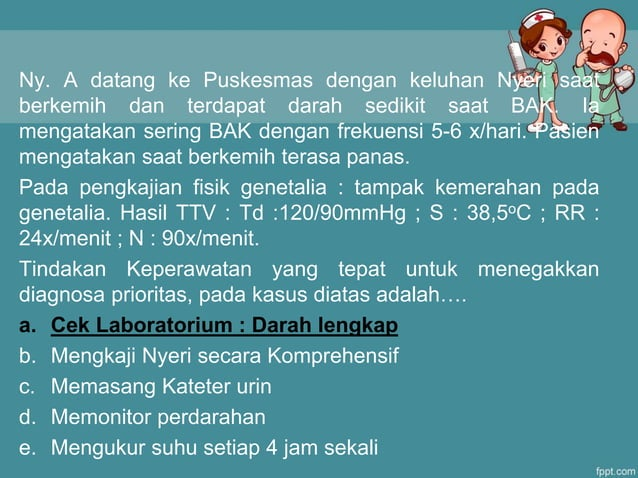 Ny. A datang ke Puskesmas dengan keluhan Nyeri saat
berkemih dan terdapat darah sedikit saat BAK. Ia
mengatakan sering BAK dengan frekuensi 5-6 x/hari. Pasien
mengatakan saat berkemih terasa panas.
Pada pengkajian fisik genetalia : tampak kemerahan pada
genetalia. Hasil TTV : Td :120/90mmHg ; S : 38,5ºC ; RR :
24x/menit ; N : 90x/menit.
Tindakan Keperawatan yang tepat untuk menegakkan
diagnosa prioritas, pada kasus diatas adalah….
a. Cek Laboratorium : Darah lengkap
b. Mengkaji Nyeri secara Komprehensif
c. Memasang Kateter urin
d. Memonitor perdarahan
e. Mengukur suhu setiap 4 jam sekali
fppt.com